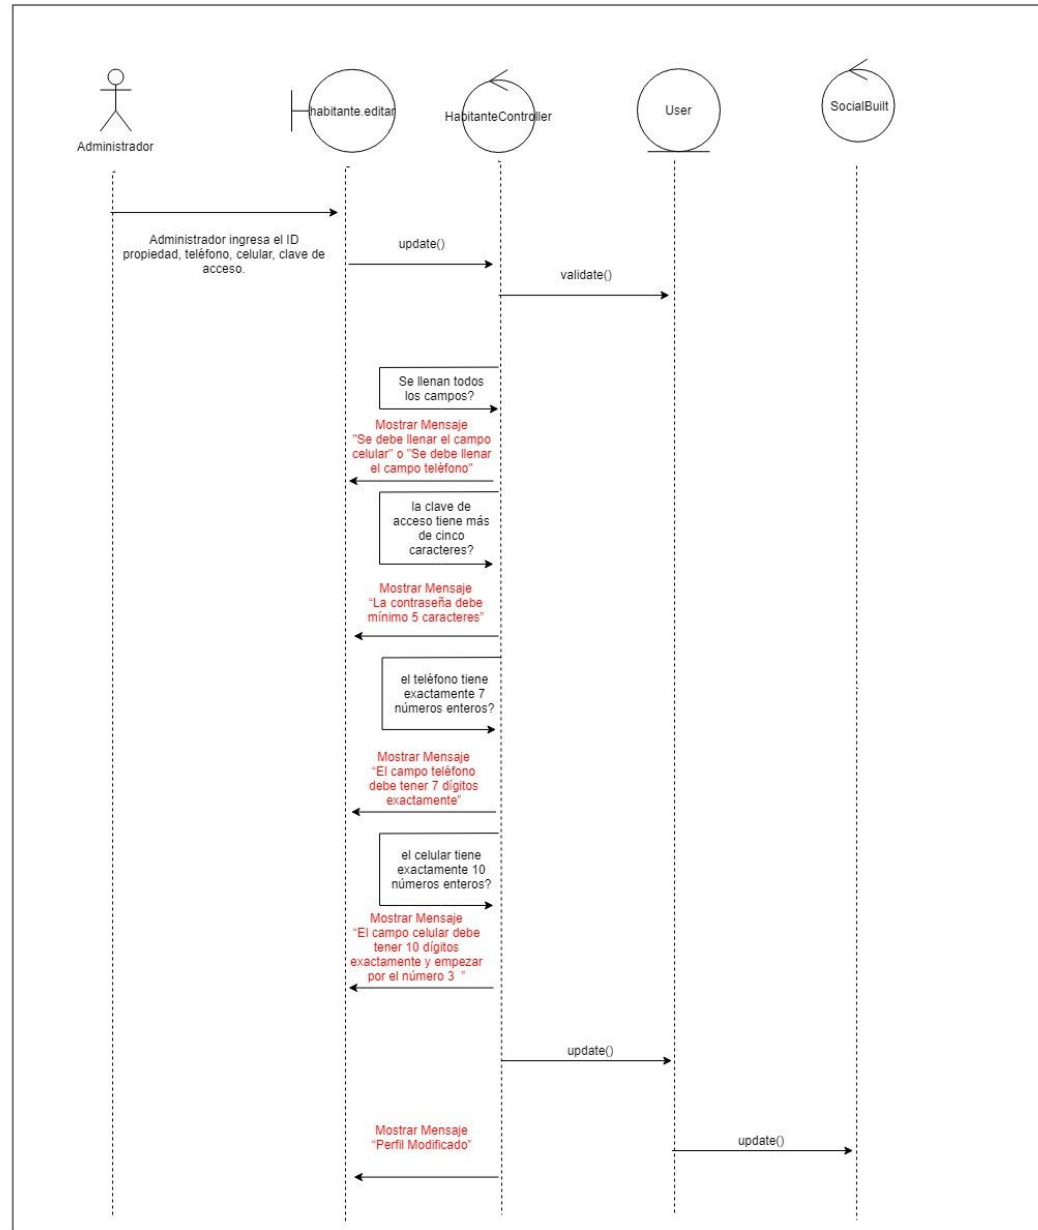 Administrador
habitante.editar
HabitanteController
User
SocialBuilt
Administrador ingresa el ID
propiedad, teléfono, celular, clave de
acceso.
update()
validate()
Se llenan todos
los campos?
Mostrar Mensaje
"Se debe llenar el campo
celular" o "Se debe llenar
el campo teléfono"
la clave de
acceso tiene más
de cinco
caracteres?
Mostrar Mensaje
“La contraseña debe
mínimo 5 caracteres”
el teléfono tiene
exactamente 7
números enteros?
Mostrar Mensaje
“El campo teléfono
debe tener 7 dígitos
exactamente”
el celular tiene
exactamente 10
números enteros?
Mostrar Mensaje
“El campo celular debe
tener 10 dígitos
exactamente y empezar
por el número 3 ”
update()
Mostrar Mensaje
“Perfil Modificado”
update()